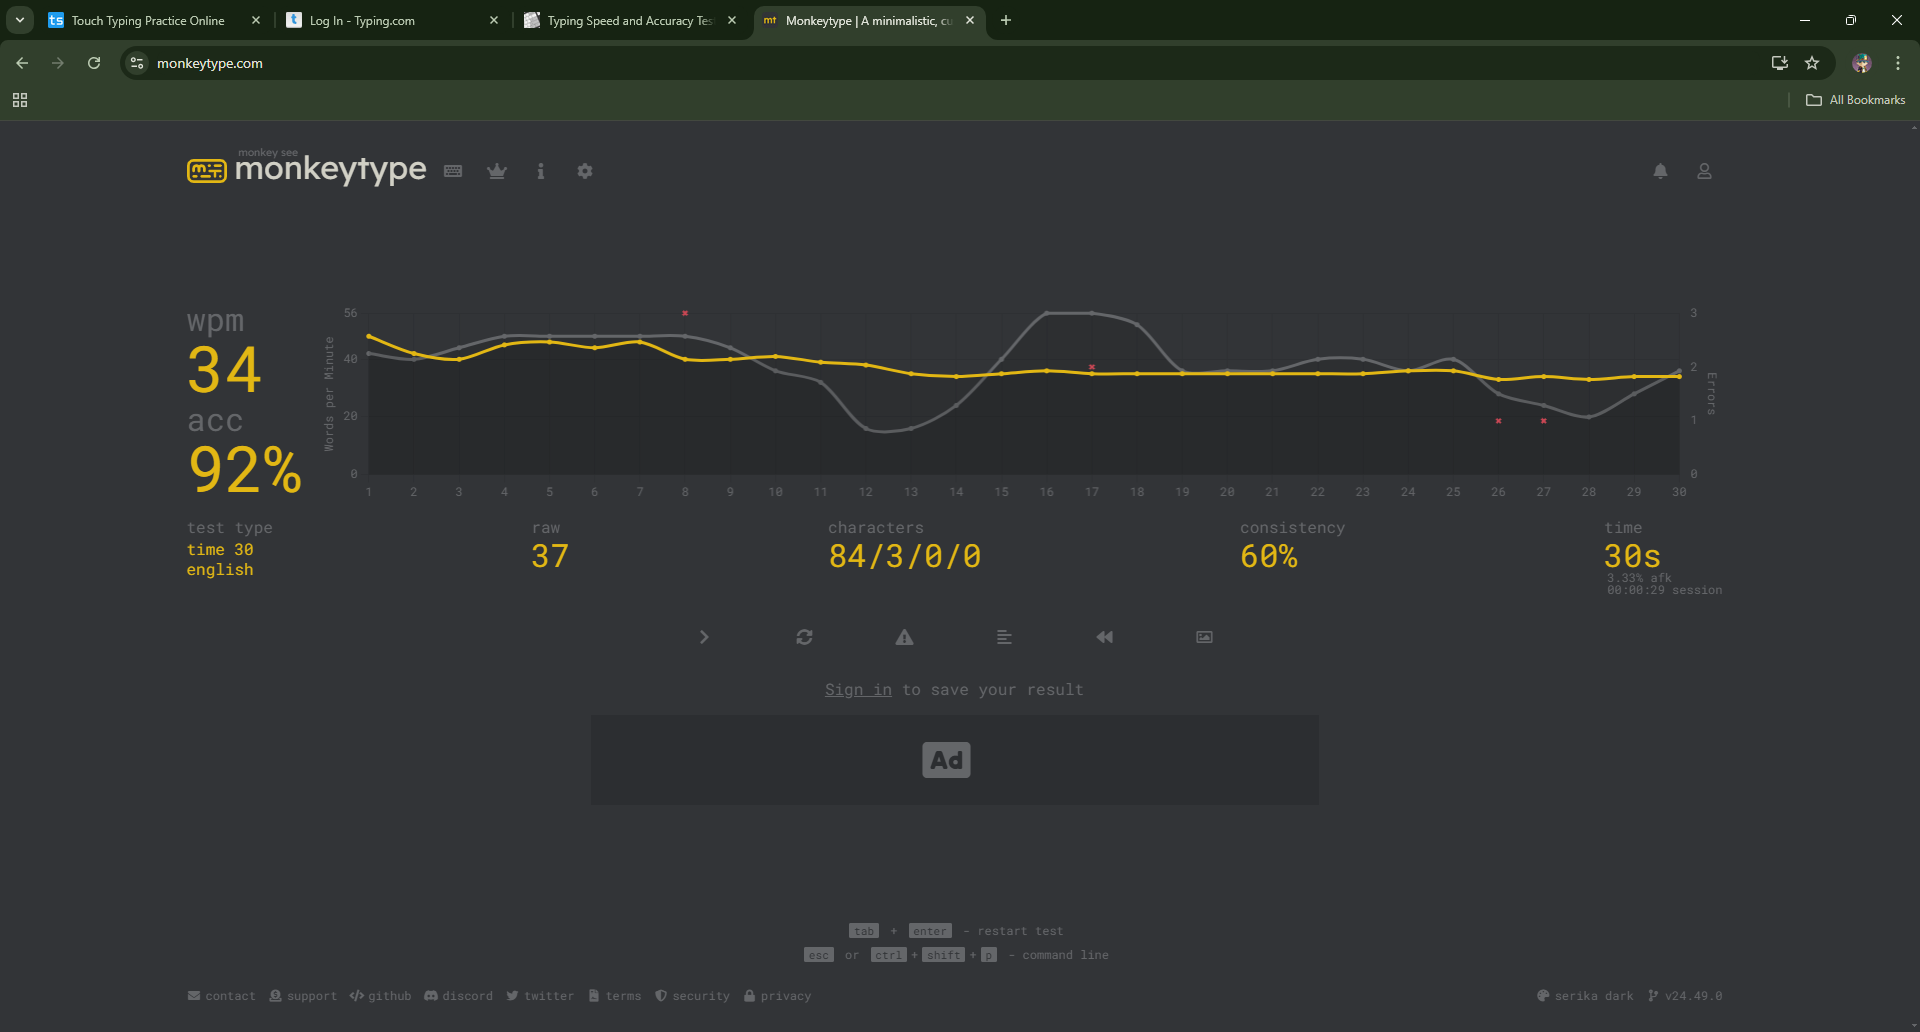 ts Touch Typing Practice Online
t Log In - Typing.com
Typing Speed and Accuracy Tes
mt Monkeytype | A minimalistic, cu
monkeytype.com
All Bookmarks
monkey see
monkeytype
wpm
34
acc
92%
Words per Minute
56
40
20
0
3
2
1
0
Errors
1 2 3 4 5 6 7 8 9 10 11 12 13 14 15 16 17 18 19 20 21 22 23 24 25 26 27 28 29 30
test type
time 30
english
raw
37
characters
84/3/0/0
consistency
60%
time
30s
3.33% afk
00:00:29 session
Sign in to save your result
Ad
tab + enter - restart test
esc or ctrl + shift + p - command line
contact support github discord twitter terms security privacy serika dark v24.49.0